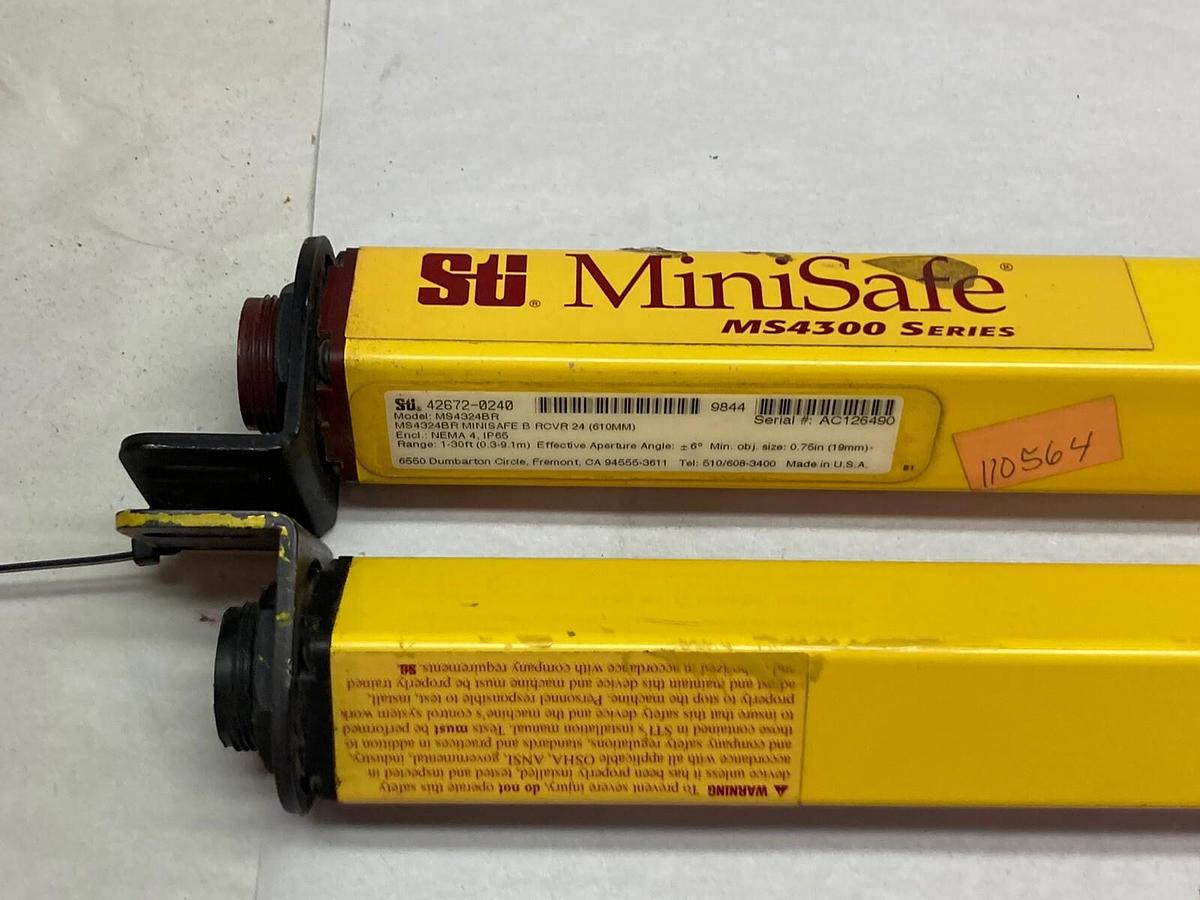 Sti® MiniSafe®
MS4300 SERIES
Sti® 42672-0240 9844
Model: MS4324BR Serial #: AC126490
MS4324BR MINISAFE B RCVR 24 (610MM)
Encl.: NEMA 4, IP65
Range: 1-30ft (0.3-9.1m) Effective Aperture Angle: ±6° Min. obj. size: 0.75in (19mm)
6550 Dumbarton Circle, Fremont, CA 94555-3611 Tel: 510/608-3400 Made in U.S.A.
B1
110564
⚠ WARNING To prevent severe injury, do not operate this safety
device unless it has been properly installed, tested and inspected in
accordance with all applicable OSHA, ANSI, governmental, industry,
and company safety regulations, standards and practices in addition to
those contained in STI's installation manual. Tests must be performed
to insure that this safety device and the machine's control system work
properly to stop the machine. Personnel responsible to test, install,
adjust and maintain this device and machine must be properly trained
and in accordance with company requirements. Sti